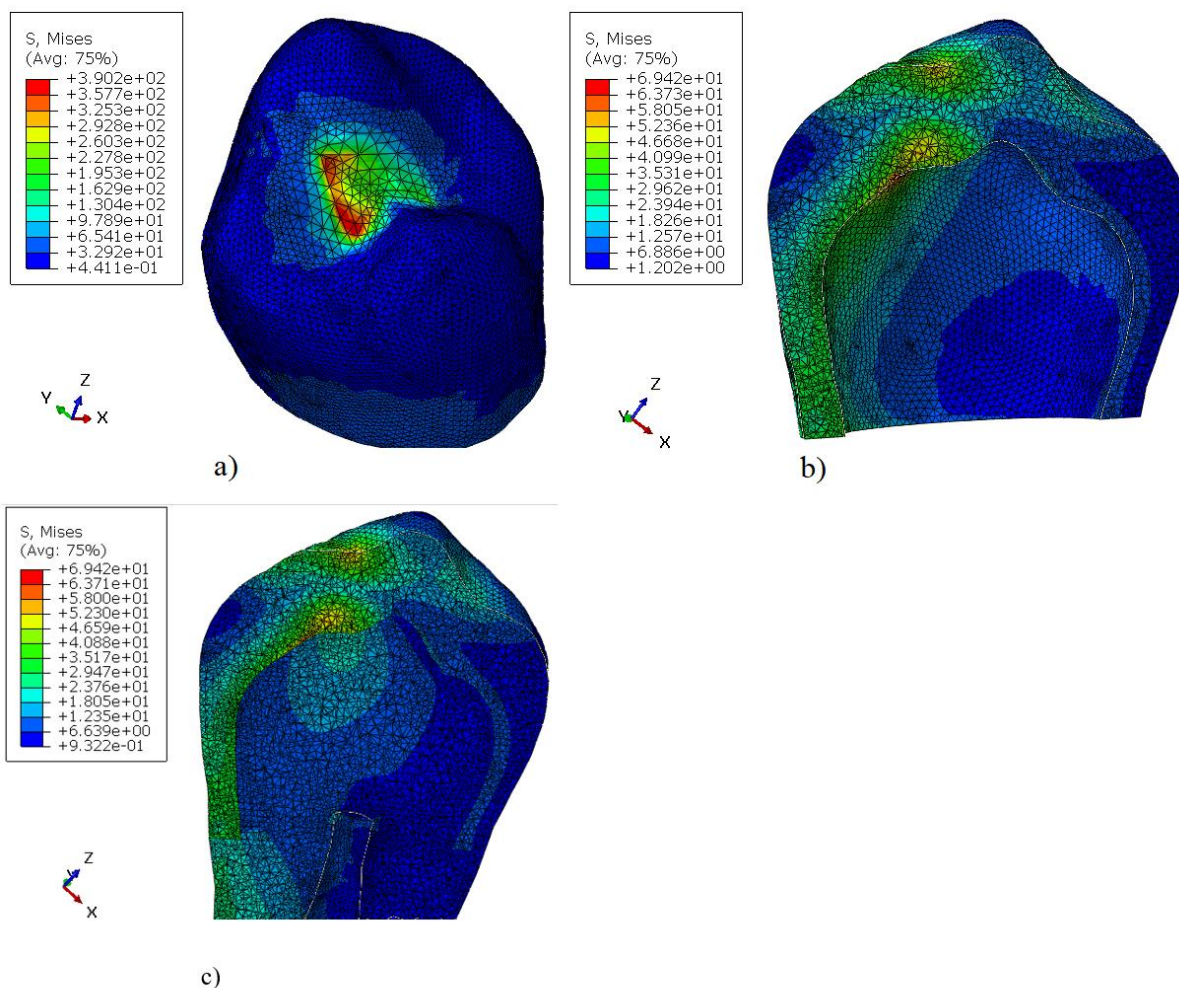 S, Mises
(Avg: 75%)
+3.902e+02
+3.577e+02
+3.253e+02
+2.928e+02
+2.603e+02
+2.278e+02
+1.953e+02
+1.629e+02
+1.304e+02
+9.789e+01
+6.541e+01
+3.292e+01
+4.411e-01
Y
Z
X
a)
S, Mises
(Avg: 75%)
+6.942e+01
+6.373e+01
+5.805e+01
+5.236e+01
+4.668e+01
+4.099e+01
+3.531e+01
+2.962e+01
+2.394e+01
+1.826e+01
+1.257e+01
+6.886e+00
+1.202e+00
Z
Y
X
b)
S, Mises
(Avg: 75%)
+6.942e+01
+6.371e+01
+5.800e+01
+5.230e+01
+4.659e+01
+4.088e+01
+3.517e+01
+2.947e+01
+2.376e+01
+1.805e+01
+1.235e+01
+6.639e+00
+9.322e-01
Z
X
c)